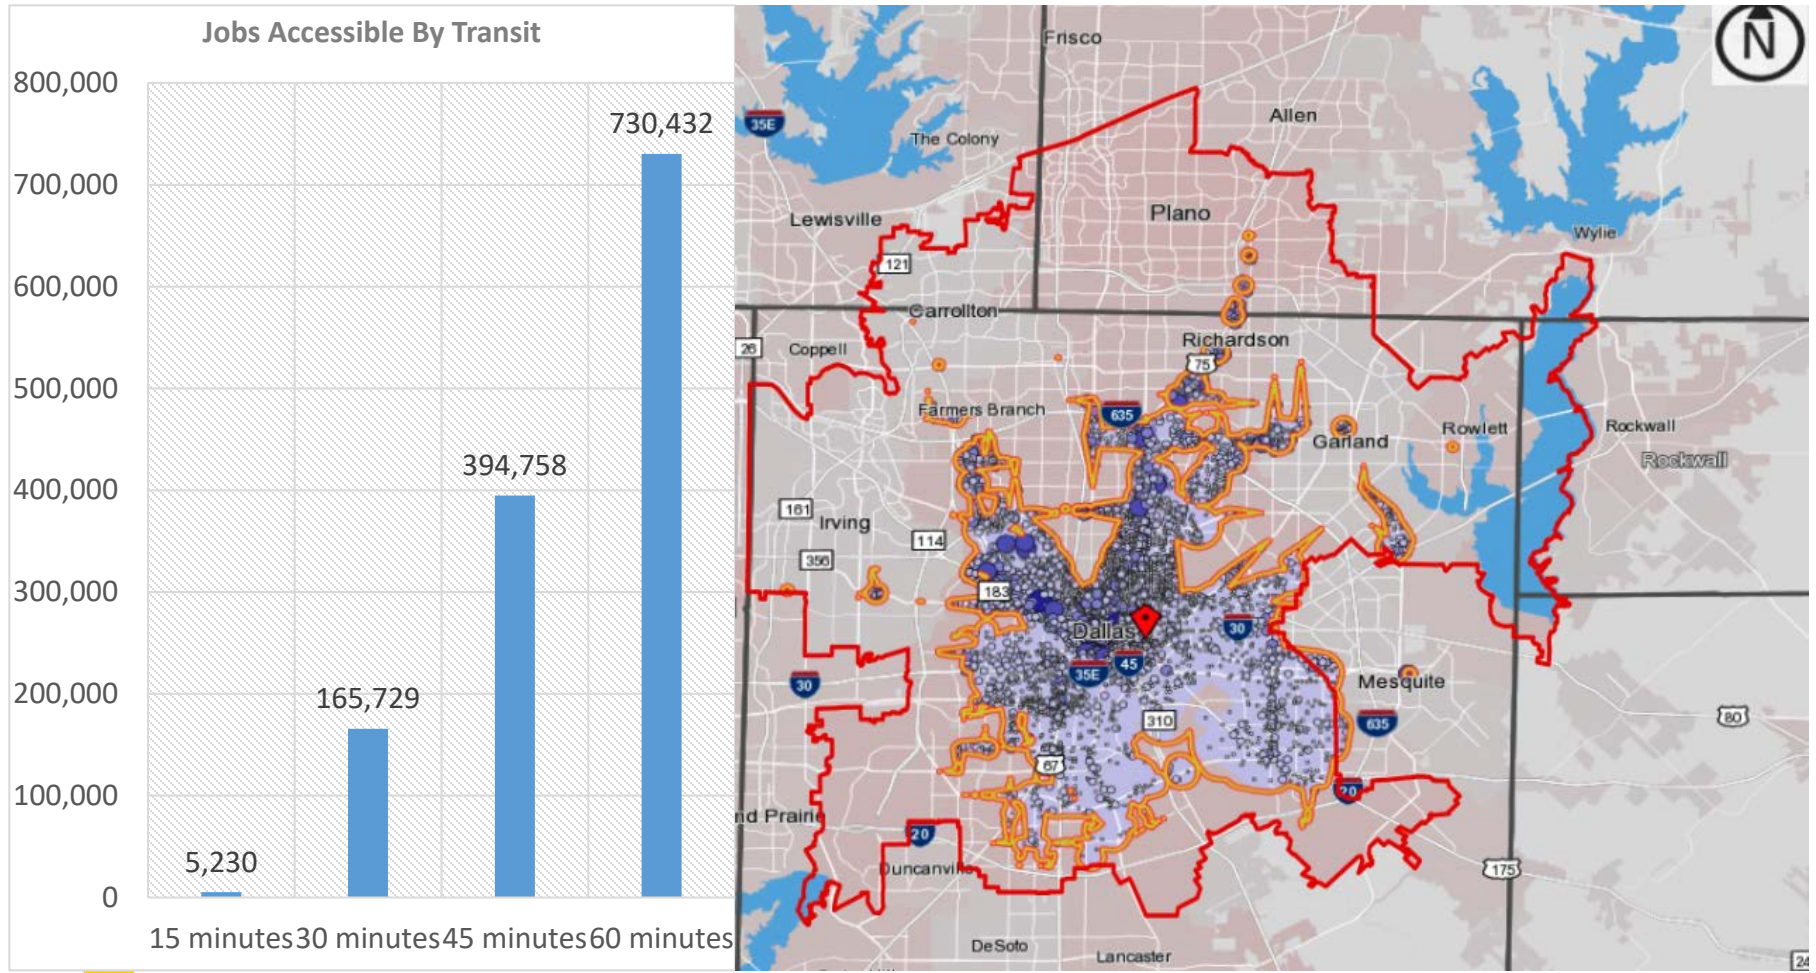 Jobs Accessible By Transit
800,000
700,000
600,000
500,000
400,000
300,000
200,000
100,000
0
5,230
165,729
394,758
730,432
15 minutes
30 minutes
45 minutes
60 minutes
N
Frisco
Allen
35E
The Colony
Lewisville
Plano
Wylie
121
Carrollton
Richardson
26
Coppell
75
Farmers Branch
635
Garland
Rowlett
Rockwall
Rockwall
161
Irving
114
356
183
Dallas
30
45
35E
30
Mesquite
310
635
80
67
20
nd Prairie
20
Duncanville
175
DeSoto
Lancaster
24